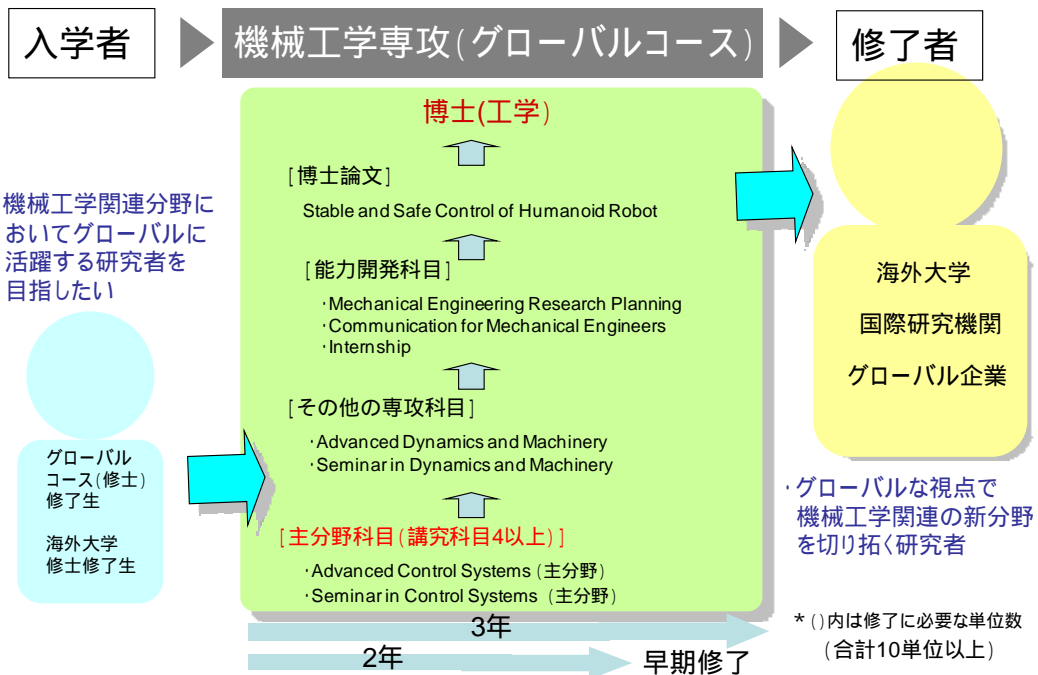 入学者
機械工学専攻(グローバルコース)
修了者
機械工学関連分野に
おいてグローバルに
活躍する研究者を
目指したい
グローバル
コース(修士)
修了生
海外大学
修士修了生
博士(工学)
[博士論文]
Stable and Safe Control of Humanoid Robot
[能力開発科目]
·Mechanical Engineering Research Planning
·Communication for Mechanical Engineers
·Internship
[その他の専攻科目]
·Advanced Dynamics and Machinery
·Seminar in Dynamics and Machinery
[主分野科目(講究科目4以上)]
·Advanced Control Systems (主分野)
·Seminar in Control Systems (主分野)
3年
2年
早期修了
海外大学
国際研究機関
グローバル企業
·グローバルな視点で
機械工学関連の新分野
を切り拓く研究者
*()内は修了に必要な単位数
(合計10単位以上)